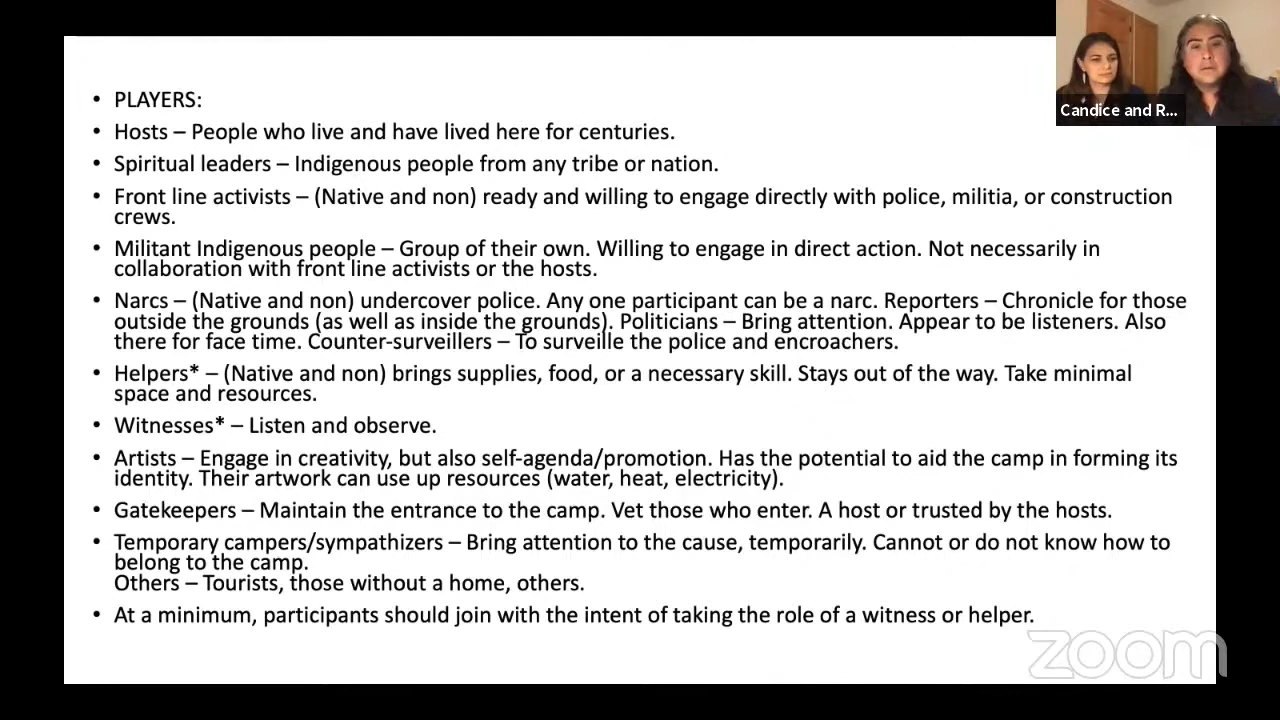 • PLAYERS:
• Hosts – People who live and have lived here for centuries.
• Spiritual leaders – Indigenous people from any tribe or nation.
• Front line activists – (Native and non) ready and willing to engage directly with police, militia, or construction
crews.
• Militant Indigenous people – Group of their own. Willing to engage in direct action. Not necessarily in
collaboration with front line activists or the hosts.
• Narcs – (Native and non) undercover police. Any one participant can be a narc. Reporters – Chronicle for those
outside the grounds (as well as inside the grounds). Politicians – Bring attention. Appear to be listeners. Also
there for face time. Counter-surveillers – To surveille the police and encroachers.
• Helpers* – (Native and non) brings supplies, food, or a necessary skill. Stays out of the way. Take minimal
space and resources.
• Witnesses* – Listen and observe.
• Artists – Engage in creativity, but also self-agenda/promotion. Has the potential to aid the camp in forming its
identity. Their artwork can use up resources (water, heat, electricity).
• Gatekeepers – Maintain the entrance to the camp. Vet those who enter. A host or trusted by the hosts.
• Temporary campers/sympathizers – Bring attention to the cause, temporarily. Cannot or do not know how to
belong to the camp.
Others – Tourists, those without a home, others.
• At a minimum, participants should join with the intent of taking the role of a witness or helper.
Candice and R...
zoom